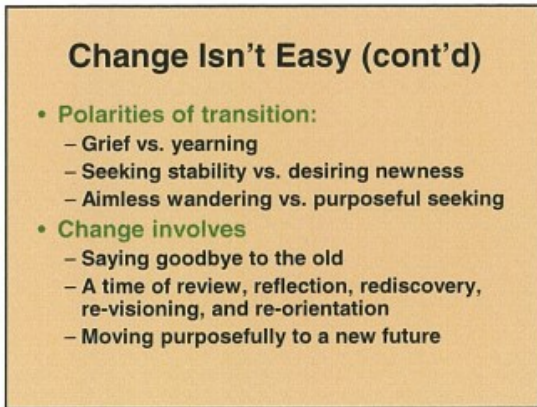 Change Isn't Easy (cont'd)
• Polarities of transition:
– Grief vs. yearning
– Seeking stability vs. desiring newness
– Aimless wandering vs. purposeful seeking
• Change involves
– Saying goodbye to the old
– A time of review, reflection, rediscovery,
re-visioning, and re-orientation
– Moving purposefully to a new future